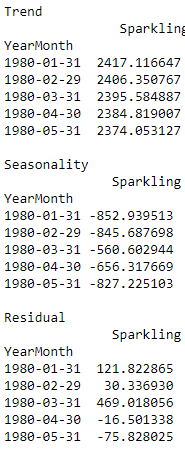 Trend
Sparkling
YearMonth
1980-01-31 2417.116647
1980-02-29 2406.350767
1980-03-31 2395.584887
1980-04-30 2384.819007
1980-05-31 2374.053127
Seasonality
Sparkling
YearMonth
1980-01-31 -852.939513
1980-02-29 -845.687698
1980-03-31 -560.602944
1980-04-30 -656.317669
1980-05-31 -827.225103
Residual
Sparkling
YearMonth
1980-01-31 121.822865
1980-02-29 30.336930
1980-03-31 469.018056
1980-04-30 -16.501338
1980-05-31 -75.828025